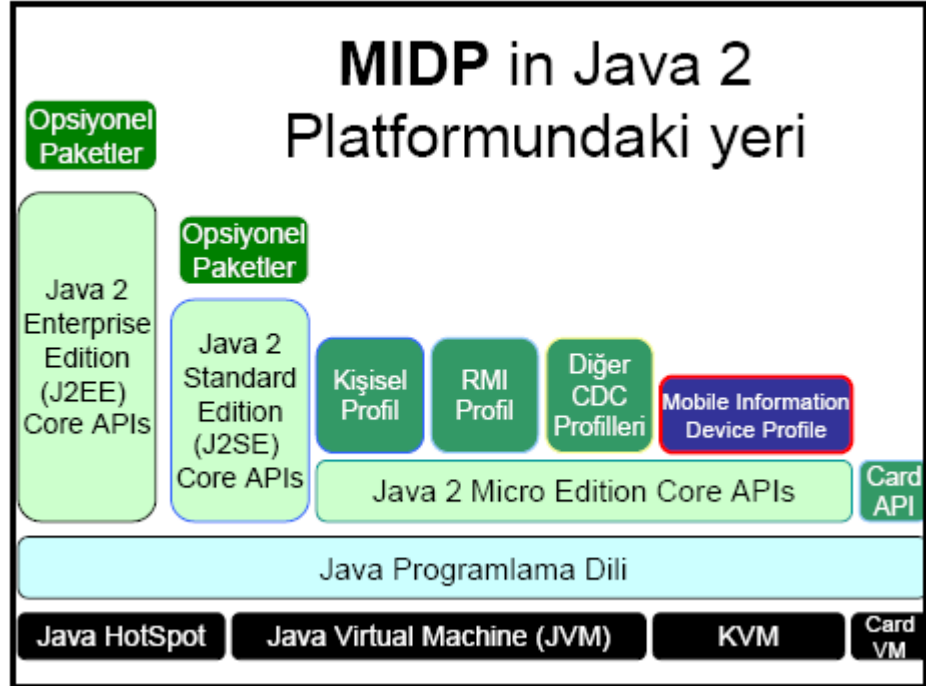 MIDP in Java 2
Platformundaki yeri
Opsiyonel
Paketler
Opsiyonel
Paketler
Java 2
Enterprise
Edition
(J2EE)
Core APIs
Java 2
Standard
Edition
(J2SE)
Core APIs
Kişisel
Profil
RMI
Profil
Diğer
CDC
Profilleri
Mobile Information
Device Profile
Java 2 Micro Edition Core APIs
Card
API
Java Programlama Dili
Java HotSpot
Java Virtual Machine (JVM)
KVM
Card
VM